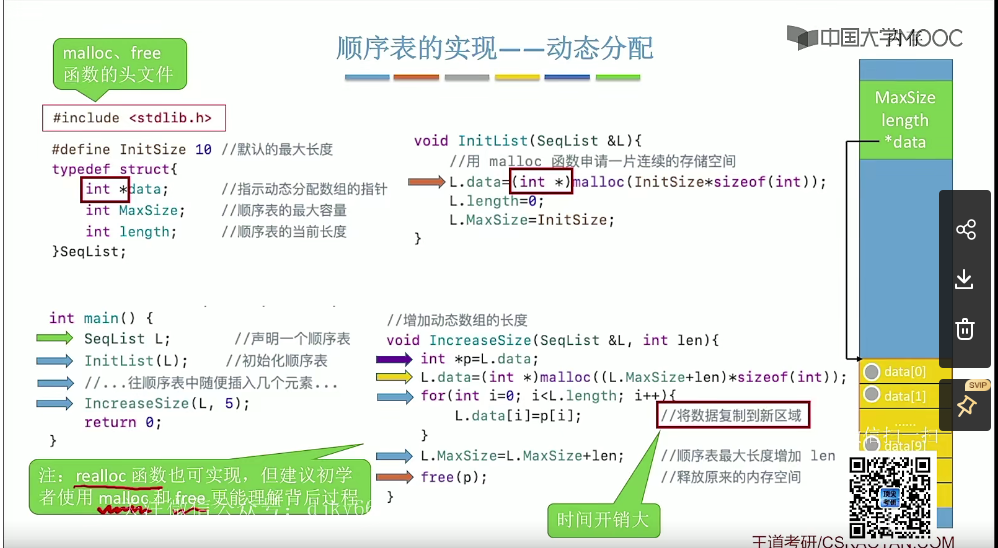 顺序表的实现——动态分配
中国大学MOOC
malloc、free
函数的头文件
#include <stdlib.h>
#define InitSize 10 //默认的最大长度
typedef struct{
int *data; //指示动态分配数组的指针
int MaxSize; //顺序表的最大容量
int length; //顺序表的当前长度
}SeqList;
void InitList(SeqList &L){
//用 malloc 函数申请一片连续的存储空间
L.data=(int *)malloc(InitSize*sizeof(int));
L.length=0;
L.MaxSize=InitSize;
}
int main() {
SeqList L; //声明一个顺序表
InitList(L); //初始化顺序表
//...往顺序表中随便插入几个元素...
IncreaseSize(L, 5);
return 0;
}
注：realloc 函数也可实现，但建议初学
者使用 malloc 和 free 更能理解背后过程
//增加动态数组的长度
void IncreaseSize(SeqList &L, int len){
int *p=L.data;
L.data=(int *)malloc((L.MaxSize+len)*sizeof(int));
for(int i=0; i<L.length; i++){
L.data[i]=p[i]; //将数据复制到新区域
}
L.MaxSize=L.MaxSize+len; //顺序表最大长度增加 len
free(p); //释放原来的内存空间
}
时间开销大
内存
MaxSize
length
*data
data[0]
data[1]
......
data[9]
SVIP
王道考研/CSKAOYAN.COM